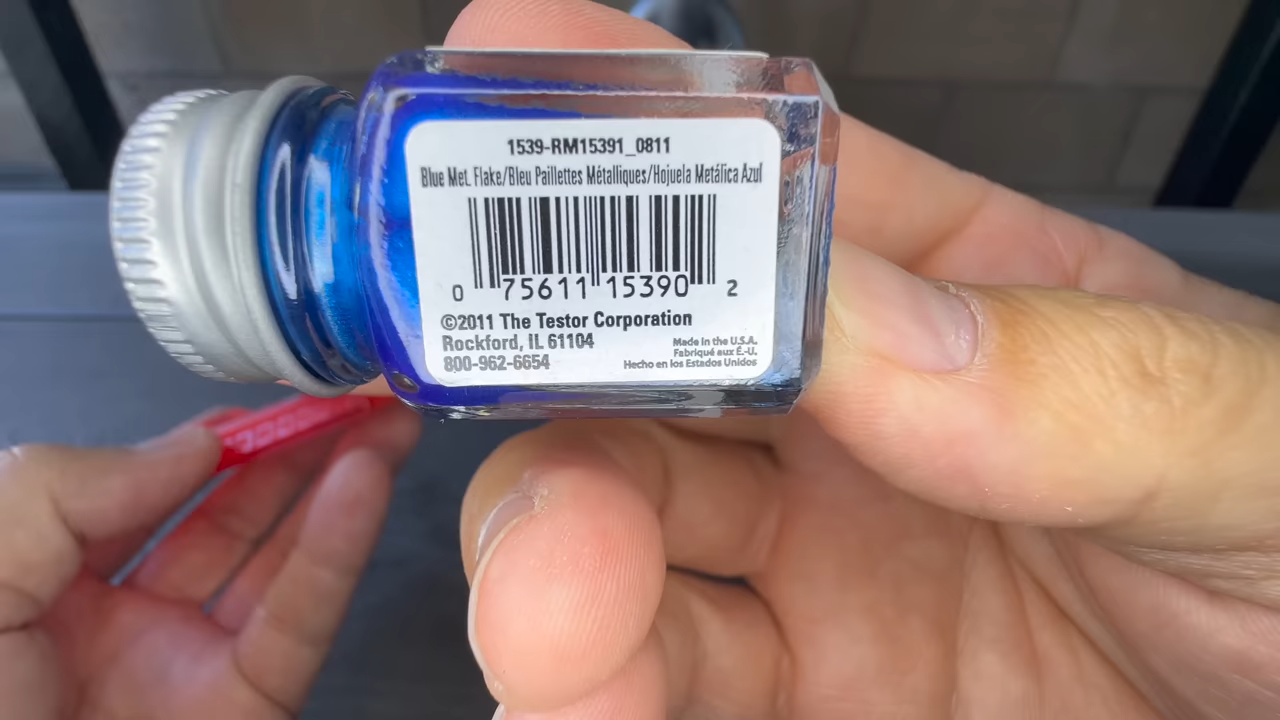 1539-RM15391_0811
Blue Met. Flake/Bleu Paillettes Métalliques/Hojuela Metálica Azul
0 75611 15390 2
©2011 The Testor Corporation
Rockford, IL 61104
800-962-6654
Made in the U.S.A.
Fabriqué aux É.-U.
Hecho en los Estados Unidos